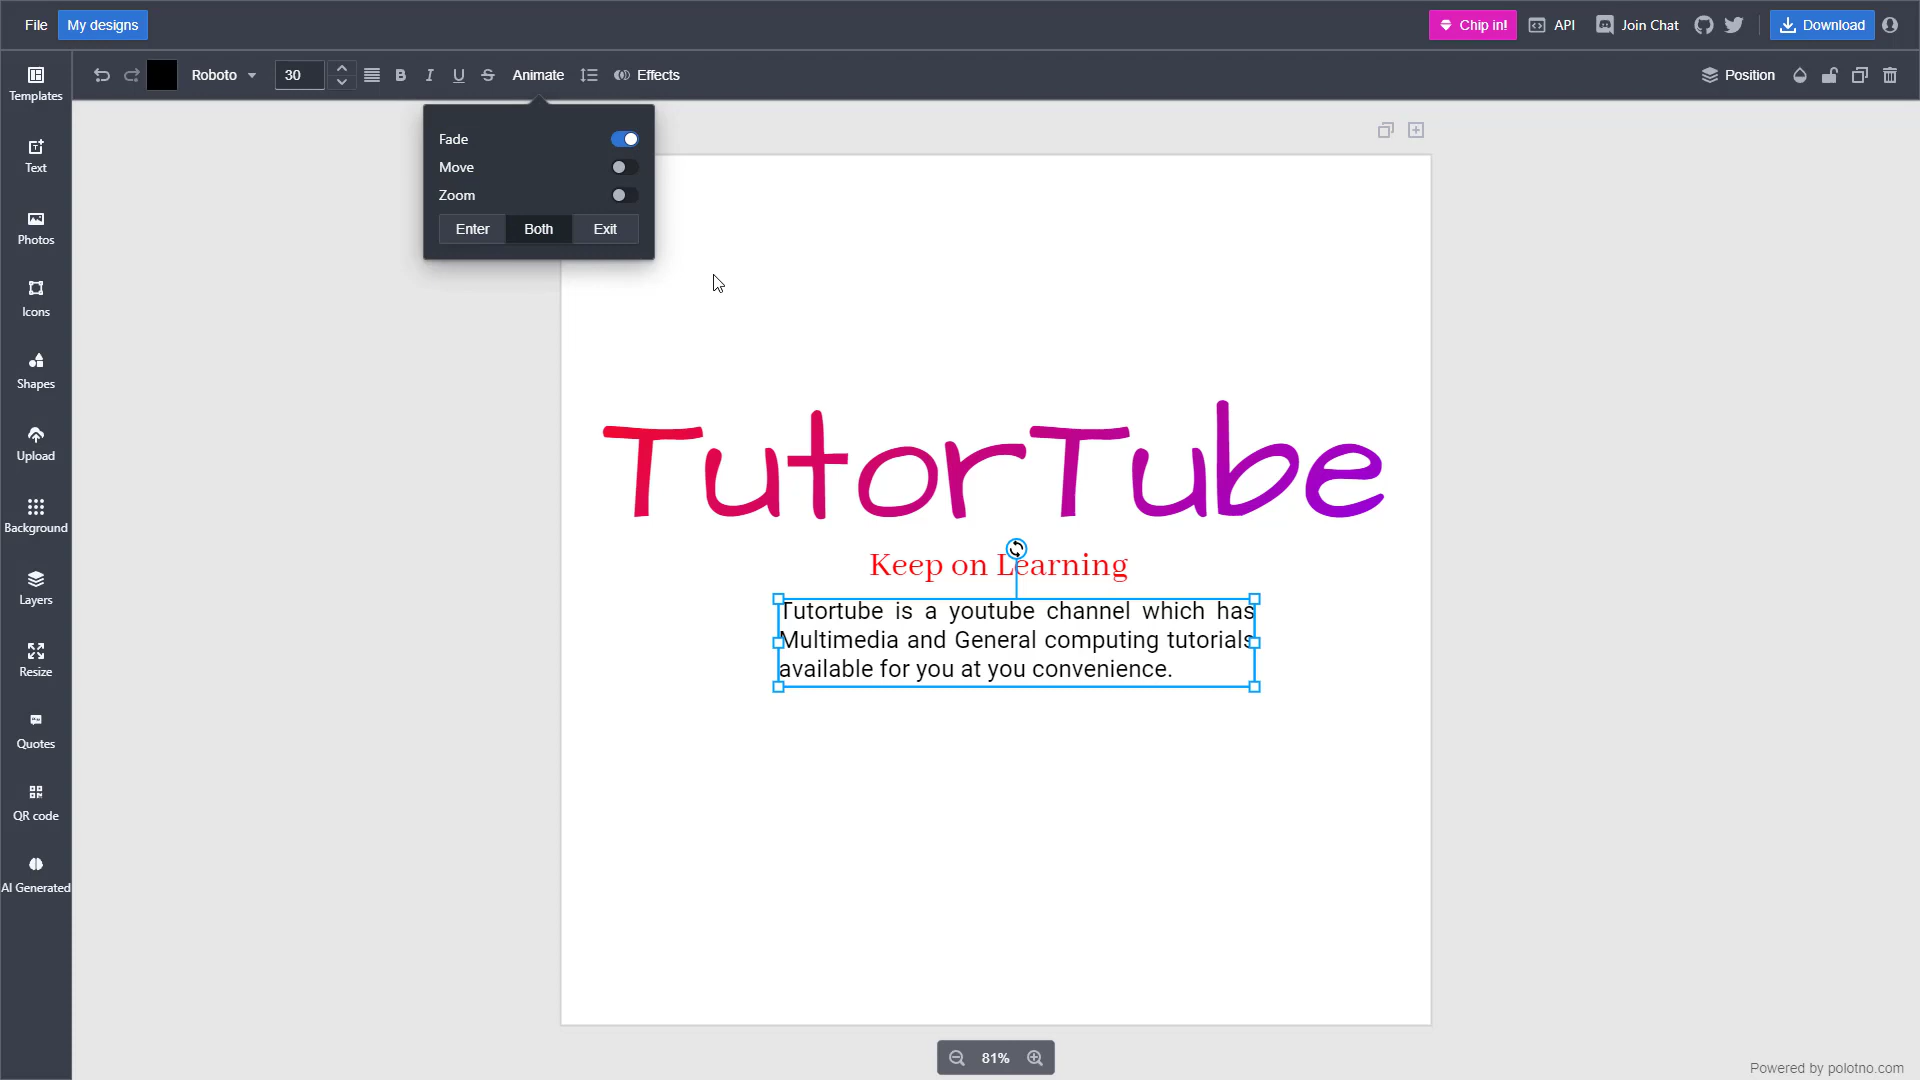 File My designs Chip in! API Join Chat Download
Roboto 30 B I U S Animate Effects Position
Templates
Text
Photos
Icons
Shapes
Upload
Background
Layers
Resize
Quotes
QR code
AI Generated
Fade
Move
Zoom
Enter Both Exit
TutorTube
Keep on Learning
Tutortube is a youtube channel which has
Multimedia and General computing tutorials
available for you at you convenience.
81%
Powered by polotno.com